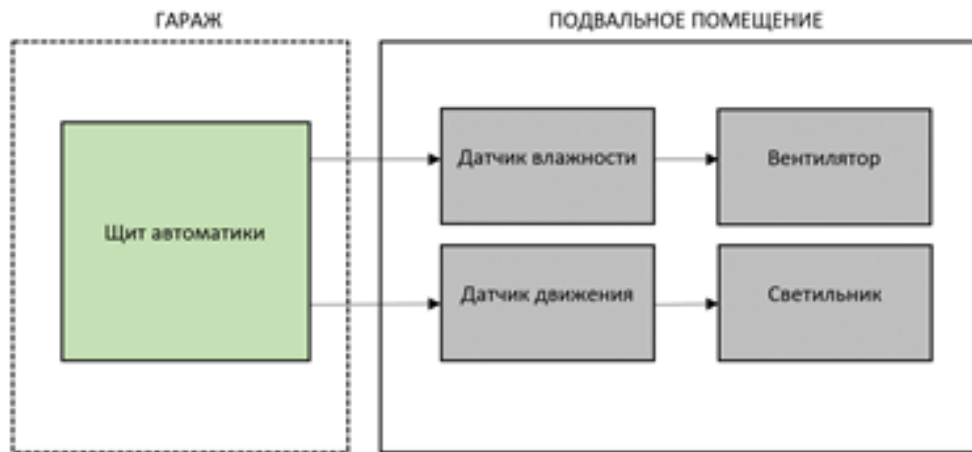 ГАРАЖ
ПОДВАЛЬНОЕ ПОМЕЩЕНИЕ
Щит автоматики
Датчик влажности
Вентилятор
Датчик движения
Светильник